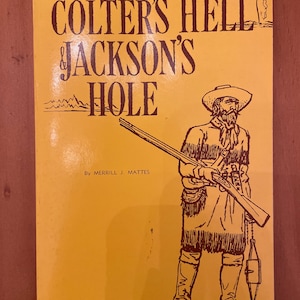 COLTER'S HELL
& JACKSON'S
HOLE
By MERRILL J. MATTES